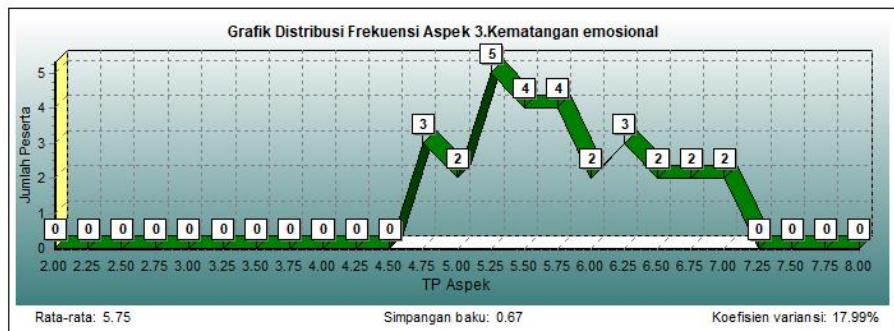 Grafik Distribusi Frekuensi Aspek 3.Kematangan emosional
Jumlah Peserta
5
4
3
2
1
0
0 0 0 0 0 0 0 0 0 0 0 3 2 5 4 4 2 3 2 2 2 0 0 0 0
2.00 2.25 2.50 2.75 3.00 3.25 3.50 3.75 4.00 4.25 4.50 4.75 5.00 5.25 5.50 5.75 6.00 6.25 6.50 6.75 7.00 7.25 7.50 7.75 8.00
TP Aspek
Rata-rata: 5.75 Simpangan baku: 0.67 Koefisien variansi: 17.99%